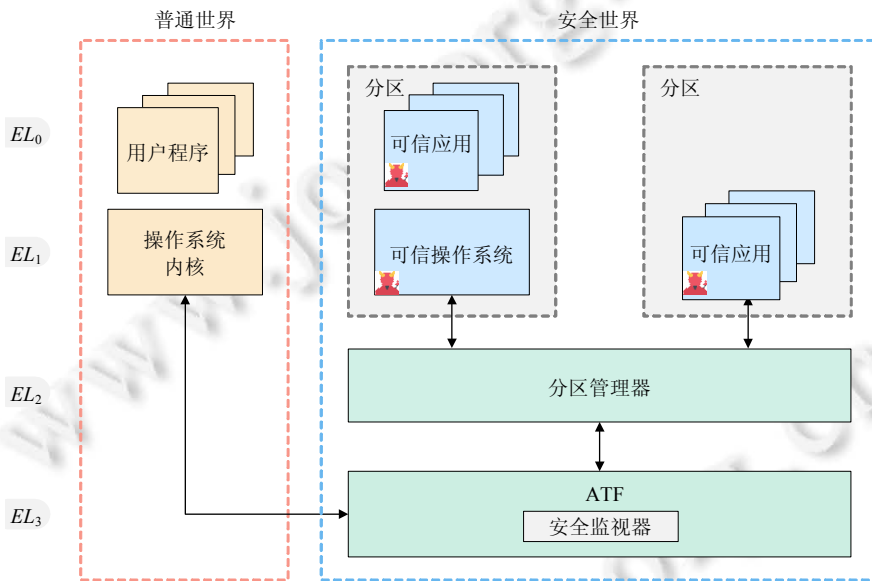 普通世界
安全世界
EL0
用户程序
分区
可信应用
分区
EL1
操作系统
内核
可信操作系统
可信应用
EL2
分区管理器
EL3
ATF
安全监视器